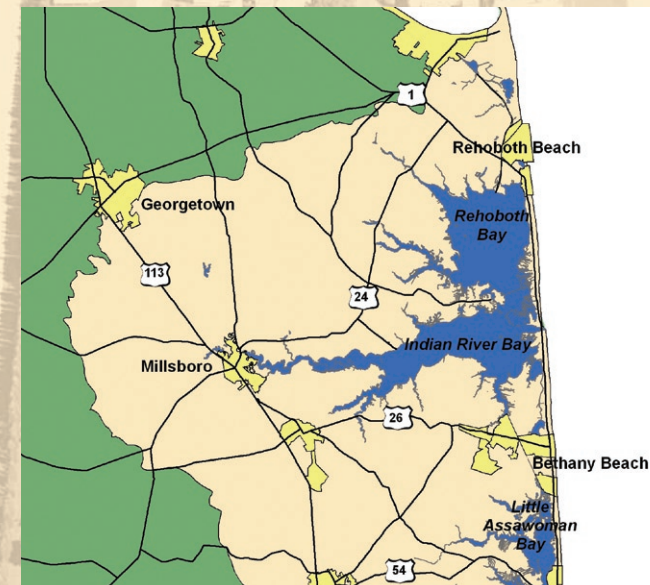 1
Rehoboth Beach
Georgetown
Rehoboth
Bay
113
24
Indian River Bay
Millsboro
26
Bethany Beach
Little
Assawoman
Bay
54